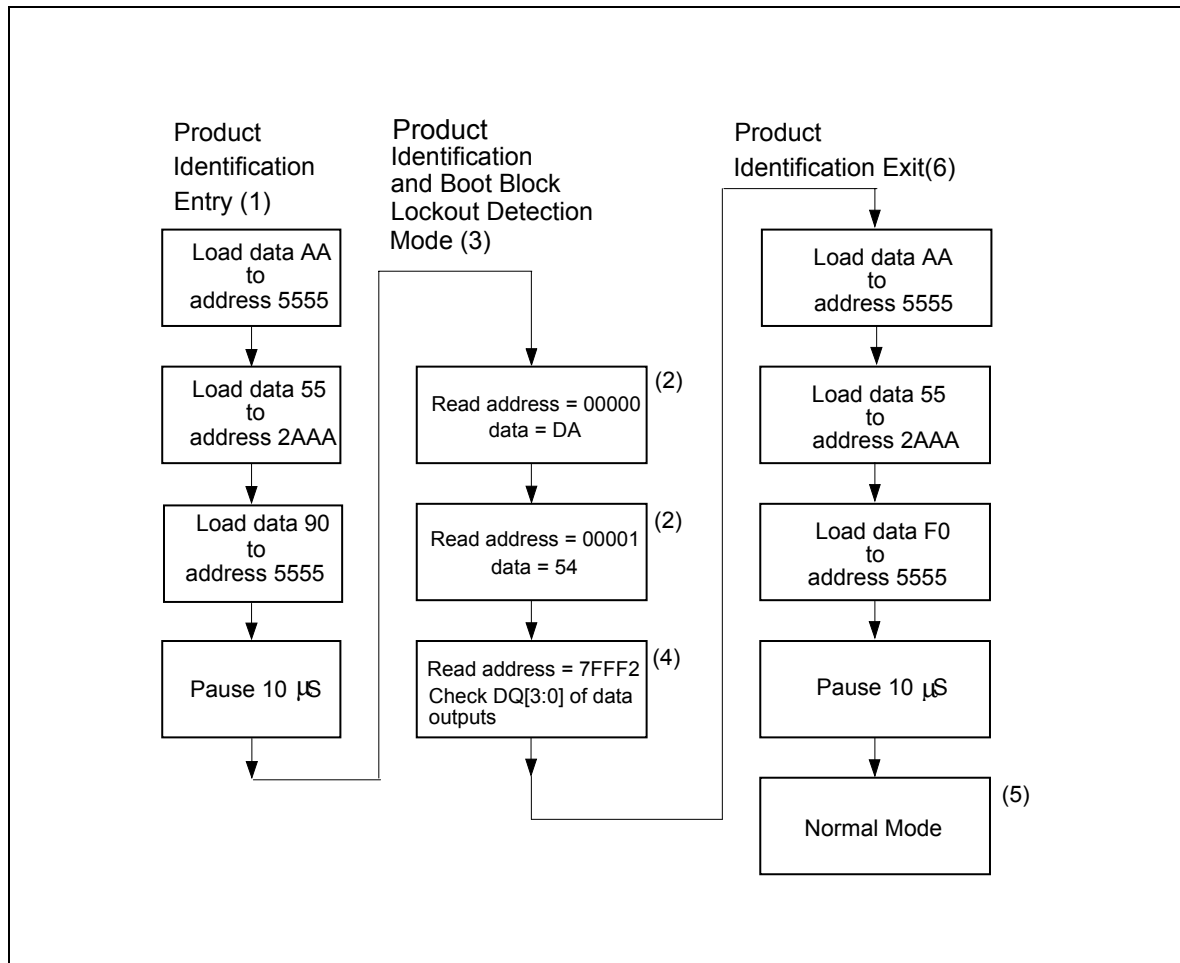 Product
Identification
Entry (1)
Load data AA
to
address 5555
Load data 55
to
address 2AAA
Load data 90
to
address 5555
Pause 10 μS
Product
Identification
and Boot Block
Lockout Detection
Mode (3)
Read address = 00000
data = DA
(2)
Read address = 00001
data = 54
(2)
Read address = 7FFF2
Check DQ[3:0] of data
outputs
(4)
Product
Identification Exit(6)
Load data AA
to
address 5555
Load data 55
to
address 2AAA
Load data F0
to
address 5555
Pause 10 μS
Normal Mode
(5)